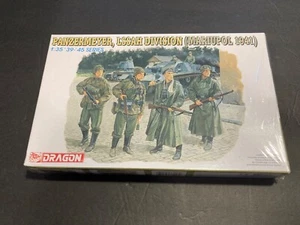 PANZERMEYER, LSSAH DIVISION (MARIUPOL 1941)
1:35 '39-'45 SERIES
DRAGON